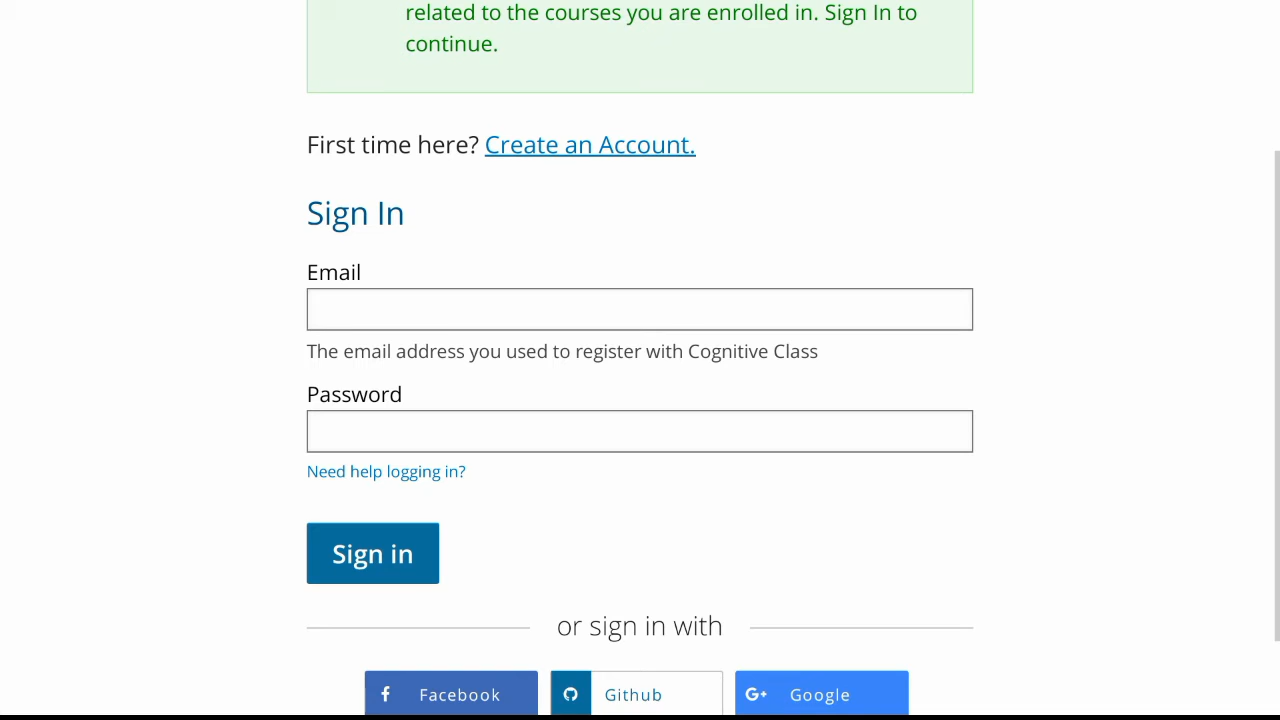 related to the courses you are enrolled in. Sign In to
continue.
First time here? Create an Account.
Sign In
Email
The email address you used to register with Cognitive Class
Password
Need help logging in?
Sign in
or sign in with
Facebook Github Google